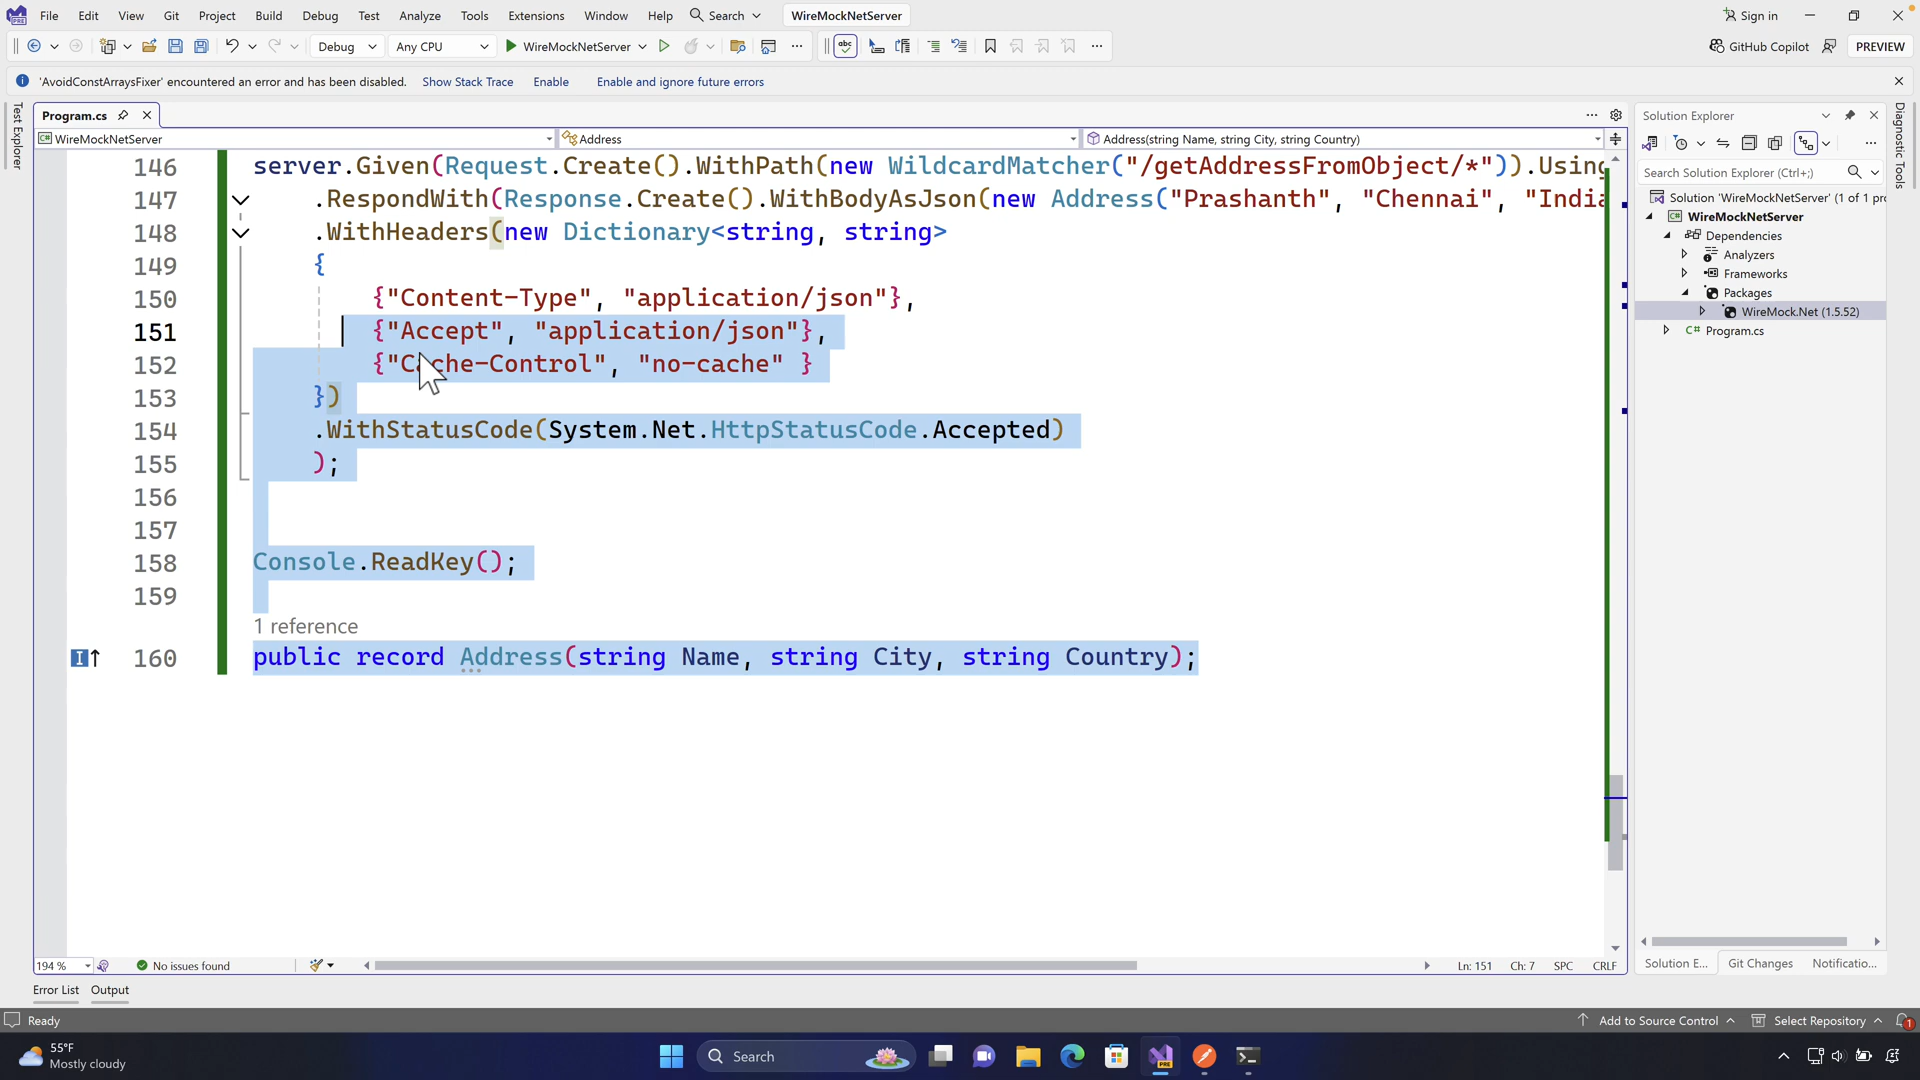 File Edit View Git Project Build Debug Test Analyze Tools Extensions Window Help Search WireMockNetServer Sign in
Debug Any CPU WireMockNetServer abc GitHub Copilot PREVIEW
'AvoidConstArraysFixer' encountered an error and has been disabled. Show Stack Trace Enable Enable and ignore future errors
Test Explorer
Program.cs
WireMockNetServer Address Address(string Name, string City, string Country)
146 server.Given(Request.Create().WithPath(new WildcardMatcher("/getAddressFromObject/*")).Using
147 .RespondWith(Response.Create().WithBodyAsJson(new Address("Prashanth", "Chennai", "India
148 .WithHeaders(new Dictionary<string, string>
149 {
150 {"Content-Type", "application/json"},
151 {"Accept", "application/json"},
152 {"Cache-Control", "no-cache" }
153 })
154 .WithStatusCode(System.Net.HttpStatusCode.Accepted)
155 );
156
157
158 Console.ReadKey();
159
1 reference
160 public record Address(string Name, string City, string Country);
194 % No issues found Ln: 151 Ch: 7 SPC CRLF
Solution Explorer
Search Solution Explorer (Ctrl+;)
Solution 'WireMockNetServer' (1 of 1 pro
C# WireMockNetServer
Dependencies
Analyzers
Frameworks
Packages
WireMock.Net (1.5.52)
C# Program.cs
Solution E... Git Changes Notificatio...
Diagnostic Tools
Error List Output
Ready Add to Source Control Select Repository 1
55°F
Mostly cloudy
Search
PRE